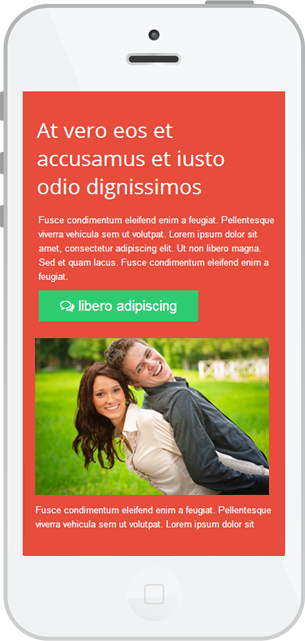 At vero eos et
accusamus et iusto
odio dignissimos
Fusce condimentum eleifend enim a feugiat. Pellentesque
viverra vehicula sem ut volutpat. Lorem ipsum dolor sit
amet, consectetur adipiscing elit. Ut non libero magna.
Sed et quam lacus. Fusce condimentum eleifend enim a
feugiat.
libero adipiscing
Fusce condimentum eleifend enim a feugiat. Pellentesque
viverra vehicula sem ut volutpat. Lorem ipsum dolor sit